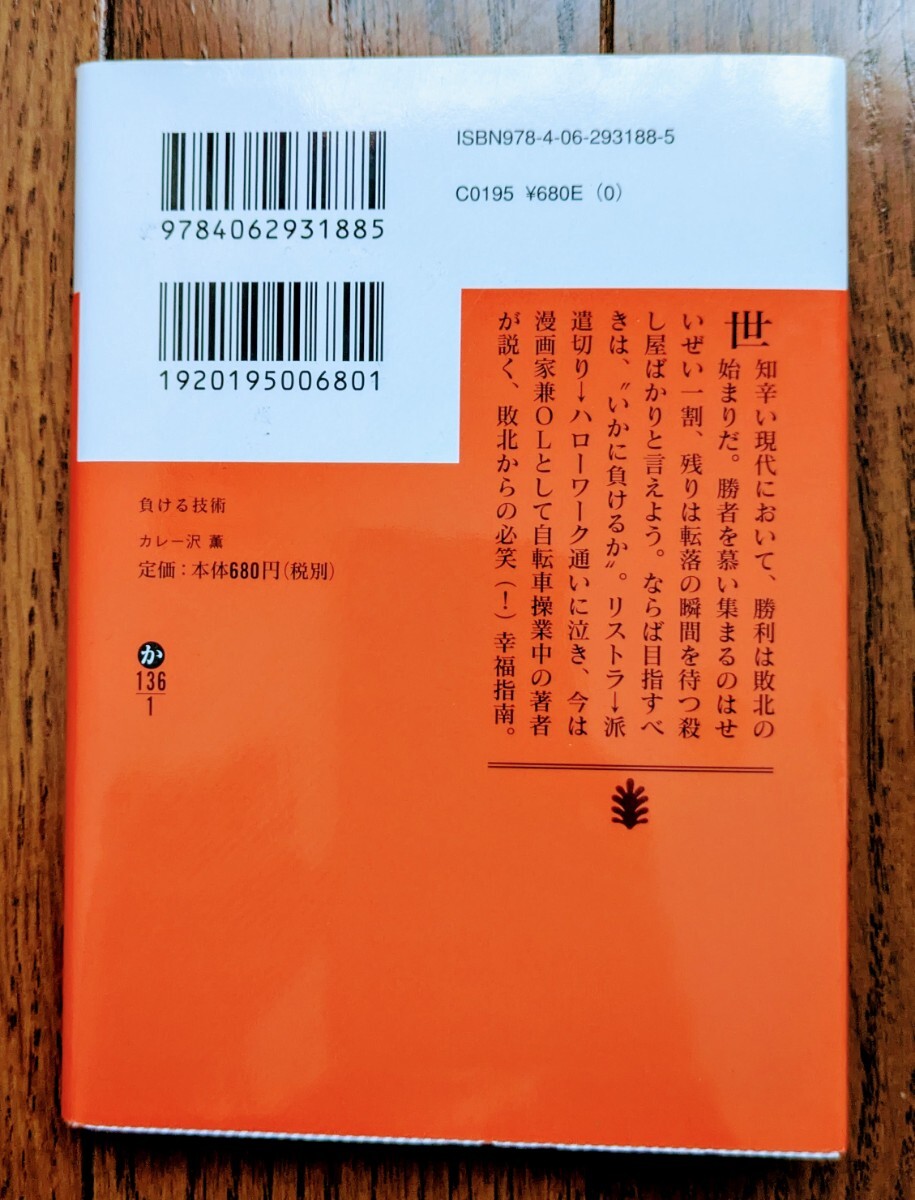 ISBN978-4-06-293188-5
C0195 ¥680E (0)
9784062931885
1920195006801
世知辛い現代において、勝利は敗北の
始まりだ。勝者を慕い集まるのはせ
いぜい一割、残りは転落の瞬間を待つ殺
し屋ばかりと言えよう。ならば目指すべ
きは、〝いかに負けるか〟。リストラ→派
遣切り→ハローワーク通いに泣き、今は
漫画家兼OLとして自転車操業中の著者
が説く、敗北からの必笑（！）幸福指南。
負ける技術
カレー沢 薫
定価：本体680円（税別）
か
136
1